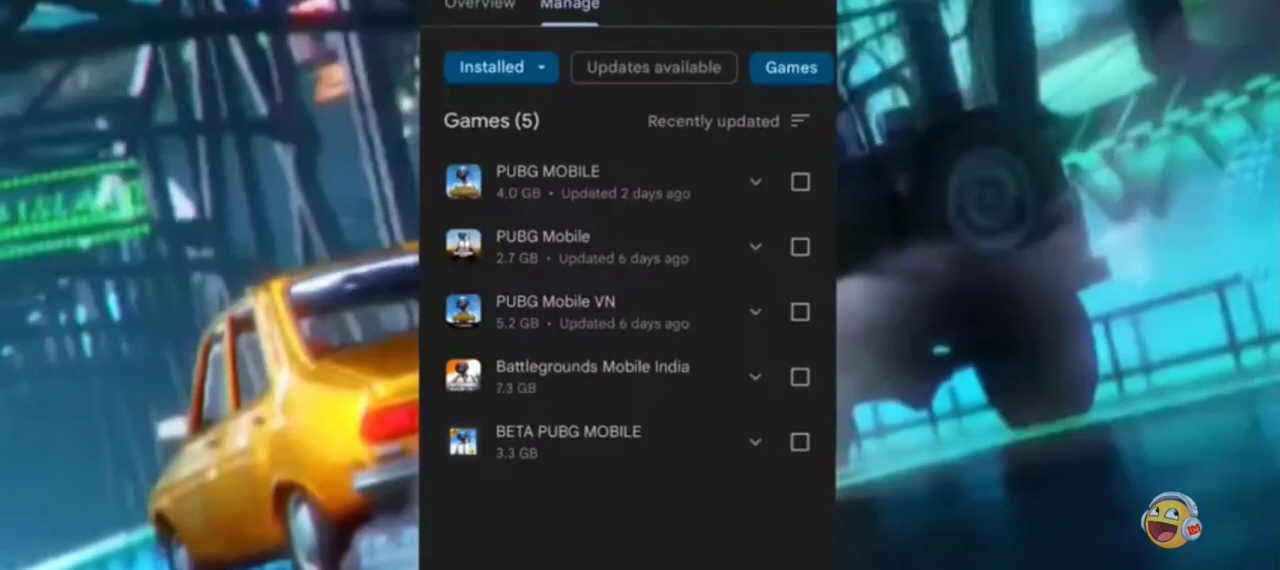 Overview Manage
Installed Updates available Games
Games (5) Recently updated
PUBG MOBILE
4.0 GB • Updated 2 days ago
PUBG Mobile
2.7 GB • Updated 6 days ago
PUBG Mobile VN
5.2 GB • Updated 6 days ago
Battlegrounds Mobile India
7.3 GB
BETA PUBG MOBILE
3.3 GB